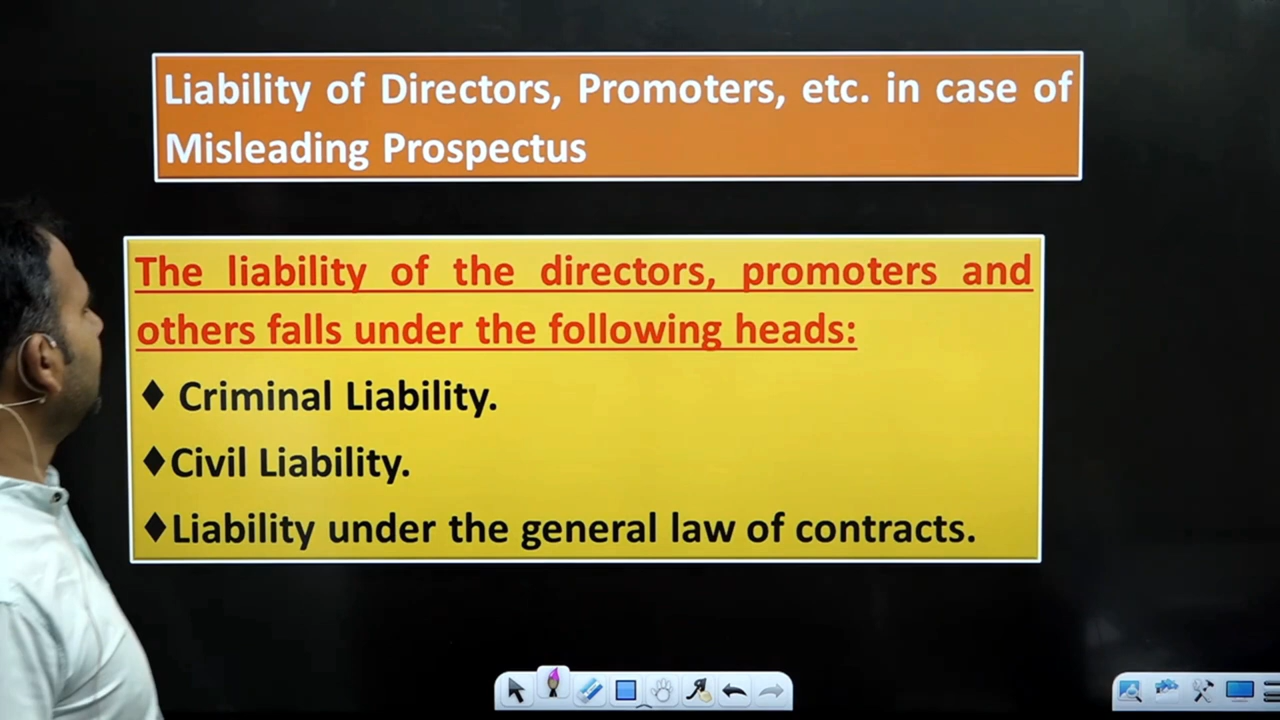 Liability of Directors, Promoters, etc. in case of
Misleading Prospectus
The liability of the directors, promoters and
others falls under the following heads:
♦ Criminal Liability.
♦Civil Liability.
♦Liability under the general law of contracts.